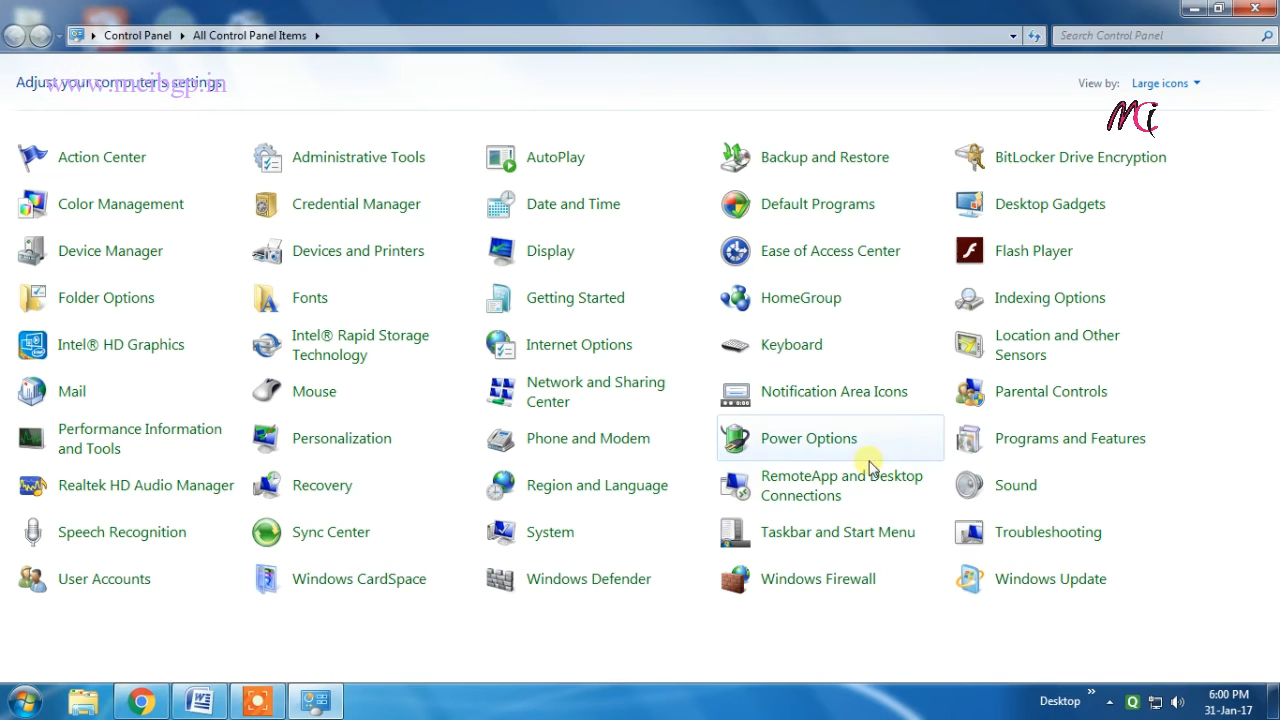 Control Panel All Control Panel Items
Search Control Panel
Adjust your computer's settings
www.mcibgp.in
View by: Large icons
MCi
Action Center
Administrative Tools
AutoPlay
Backup and Restore
BitLocker Drive Encryption
Color Management
Credential Manager
Date and Time
Default Programs
Desktop Gadgets
Device Manager
Devices and Printers
Display
Ease of Access Center
Flash Player
Folder Options
Fonts
Getting Started
HomeGroup
Indexing Options
Intel® HD Graphics
Intel® Rapid Storage
Technology
Internet Options
Keyboard
Location and Other
Sensors
Mail
Mouse
Network and Sharing
Center
Notification Area Icons
Parental Controls
Performance Information
and Tools
Personalization
Phone and Modem
Power Options
Programs and Features
Realtek HD Audio Manager
Recovery
Region and Language
RemoteApp and Desktop
Connections
Sound
Speech Recognition
Sync Center
System
Taskbar and Start Menu
Troubleshooting
User Accounts
Windows CardSpace
Windows Defender
Windows Firewall
Windows Update
Desktop
6:00 PM
31-Jan-17